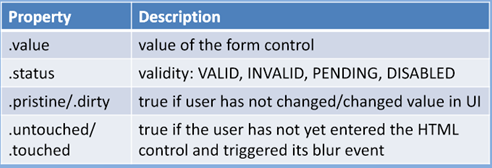 Property Description
.value value of the form control
.status validity: VALID, INVALID, PENDING, DISABLED
.pristine/.dirty true if user has not changed/changed value in UI
.untouched/ true if the user has not yet entered the HTML
.touched control and triggered its blur event